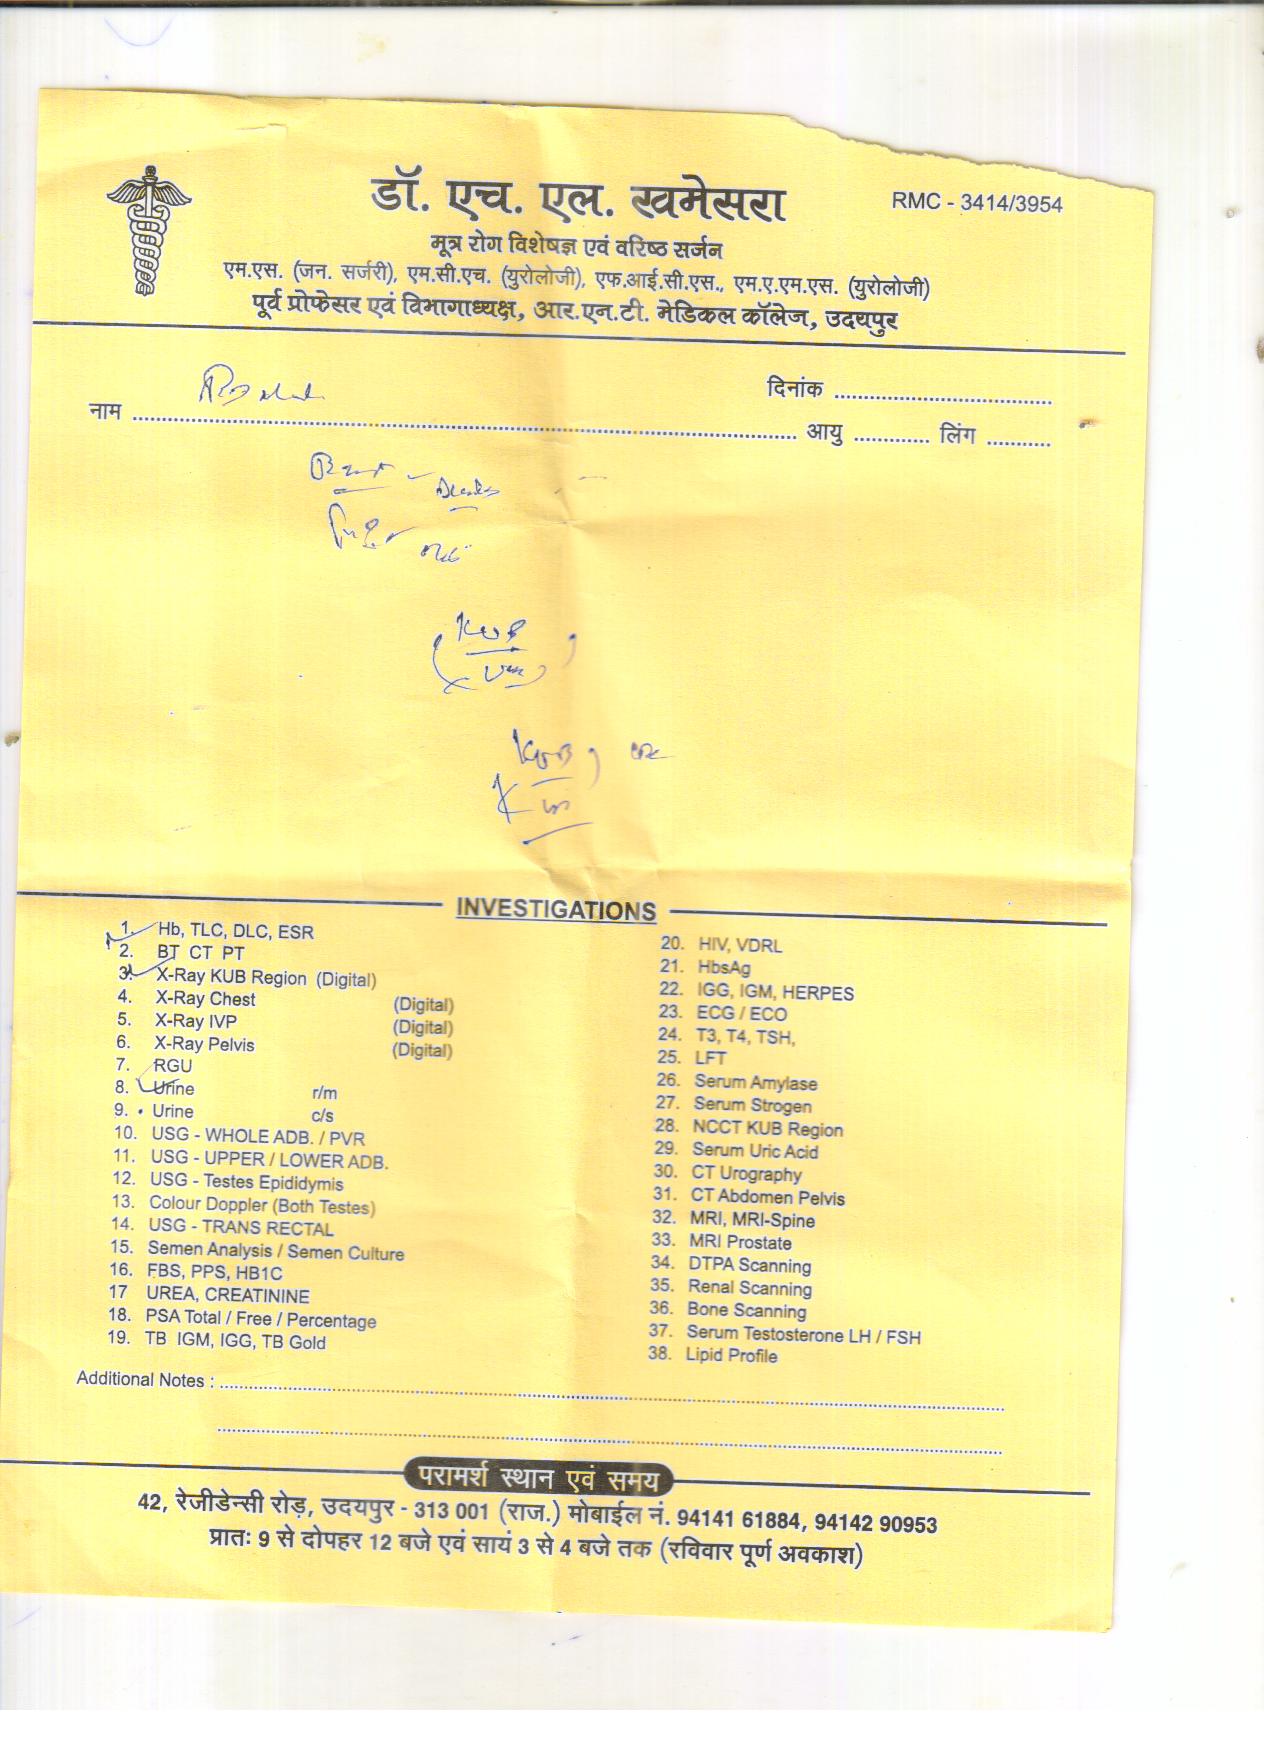 डॉ. एच. एल. खमेसरा
RMC - 3414/3954
मूत्र रोग विशेषज्ञ एवं वरिष्ठ सर्जन
एम.एस. (जन. सर्जरी), एम.सी.एच. (युरोलोजी), एफ.आई.सी.एस., एम.ए.एम.एस. (युरोलोजी)
पूर्व प्रोफेसर एवं विभागाध्यक्ष, आर.एन.टी. मेडिकल कॉलेज, उदयपुर
दिनांक
नाम आयु लिंग
KUB
KUB
INVESTIGATIONS
1. Hb, TLC, DLC, ESR
2. BT CT PT
3. X-Ray KUB Region (Digital)
4. X-Ray Chest (Digital)
5. X-Ray IVP (Digital)
6. X-Ray Pelvis (Digital)
7. RGU
8. Urine r/m
9. Urine c/s
10. USG - WHOLE ADB. / PVR
11. USG - UPPER / LOWER ADB.
12. USG - Testes Epididymis
13. Colour Doppler (Both Testes)
14. USG - TRANS RECTAL
15. Semen Analysis / Semen Culture
16. FBS, PPS, HB1C
17 UREA, CREATININE
18. PSA Total / Free / Percentage
19. TB IGM, IGG, TB Gold
20. HIV, VDRL
21. HbsAg
22. IGG, IGM, HERPES
23. ECG / ECO
24. T3, T4, TSH,
25. LFT
26. Serum Amylase
27. Serum Strogen
28. NCCT KUB Region
29. Serum Uric Acid
30. CT Urography
31. CT Abdomen Pelvis
32. MRI, MRI-Spine
33. MRI Prostate
34. DTPA Scanning
35. Renal Scanning
36. Bone Scanning
37. Serum Testosterone LH / FSH
38. Lipid Profile
Additional Notes :
परामर्श स्थान एवं समय
42, रेजीडेन्सी रोड़, उदयपुर - 313 001 (राज.) मोबाईल नं. 94141 61884, 94142 90953
प्रातः 9 से दोपहर 12 बजे एवं सायं 3 से 4 बजे तक (रविवार पूर्ण अवकाश)